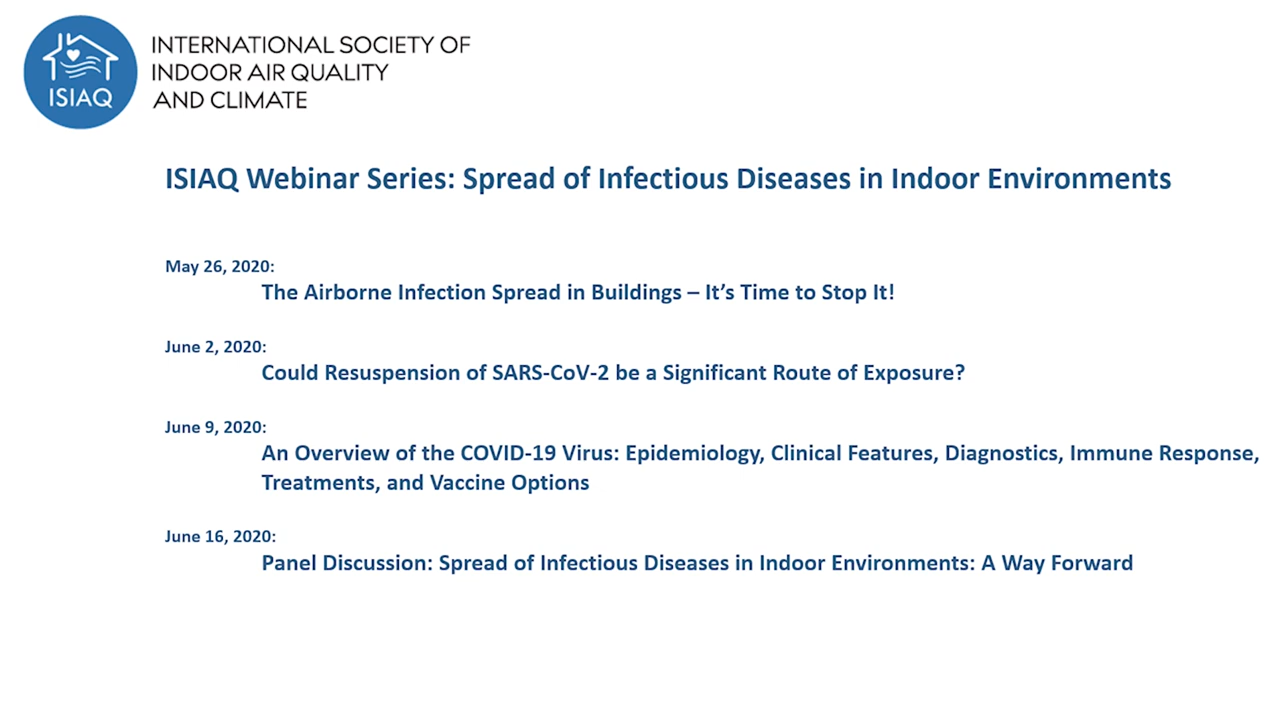 ISIAQ
INTERNATIONAL SOCIETY OF
INDOOR AIR QUALITY
AND CLIMATE
ISIAQ Webinar Series: Spread of Infectious Diseases in Indoor Environments
May 26, 2020:
The Airborne Infection Spread in Buildings – It’s Time to Stop It!
June 2, 2020:
Could Resuspension of SARS-CoV-2 be a Significant Route of Exposure?
June 9, 2020:
An Overview of the COVID-19 Virus: Epidemiology, Clinical Features, Diagnostics, Immune Response,
Treatments, and Vaccine Options
June 16, 2020:
Panel Discussion: Spread of Infectious Diseases in Indoor Environments: A Way Forward